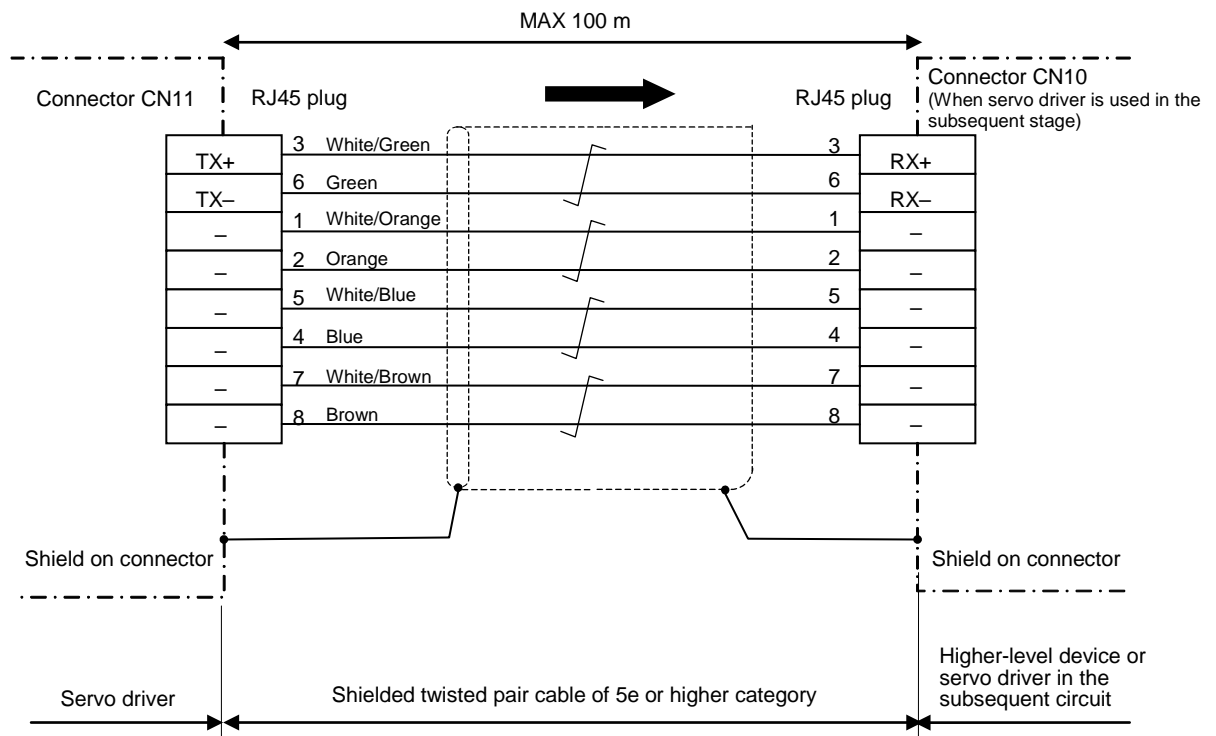 MAX 100 m
Connector CN11
RJ45 plug
RJ45 plug
Connector CN10
(When servo driver is used in the
subsequent stage)
TX+ 3 White/Green 3 RX+
TX– 6 Green 6 RX–
– 1 White/Orange 1 –
– 2 Orange 2 –
– 5 White/Blue 5 –
– 4 Blue 4 –
– 7 White/Brown 7 –
– 8 Brown 8 –
Shield on connector
Shield on connector
Servo driver
Shielded twisted pair cable of 5e or higher category
Higher-level device or
servo driver in the
subsequent circuit